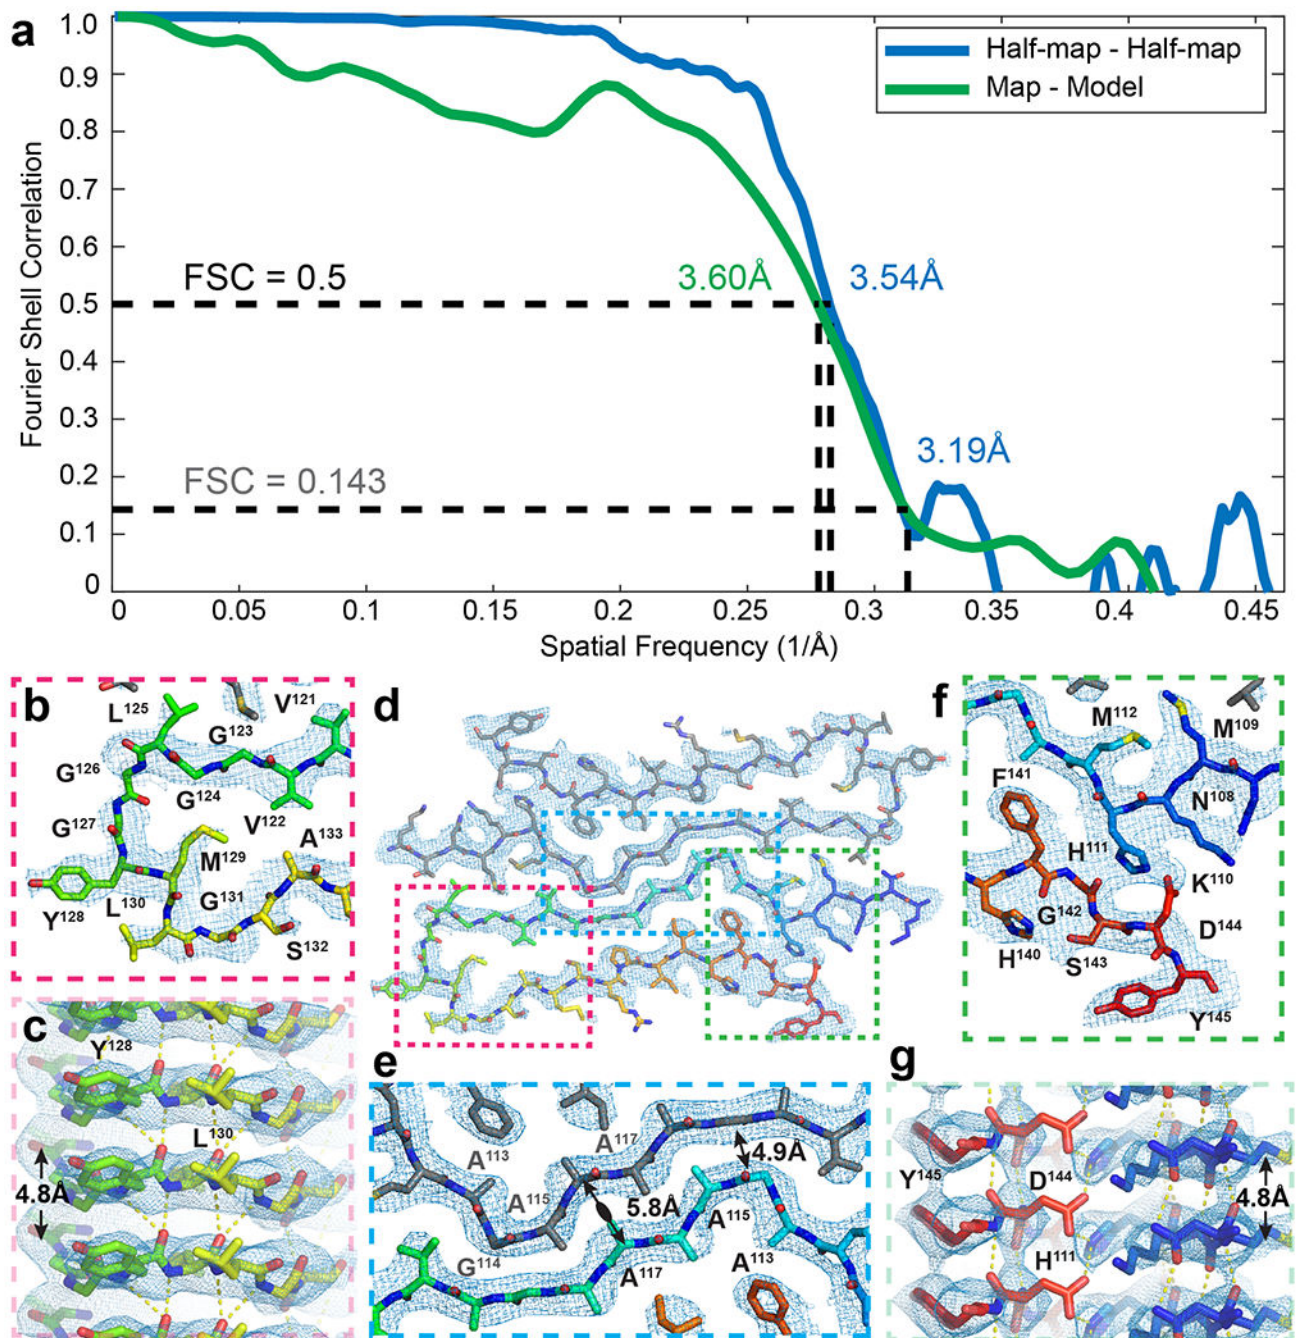 a
1.0
0.9
0.8
0.7
0.6
0.5
0.4
0.3
0.2
0.1
0
Fourier Shell Correlation
Half-map - Half-map
Map - Model
FSC = 0.5
3.60Å
3.54Å
FSC = 0.143
3.19Å
0
0.05
0.1
0.15
0.2
0.25
0.3
0.35
0.4
0.45
Spatial Frequency (1/Å)
b
L¹²⁵
V¹²¹
G¹²³
G¹²⁶
G¹²⁴
G¹²⁷
V¹²²
A¹³³
M¹²⁹
Y¹²⁸
L¹³⁰
G¹³¹
S¹³²
c
Y¹²⁸
L¹³⁰
4.8Å
d
e
A¹¹³
A¹¹⁷
4.9Å
A¹¹⁵
5.8Å
A¹¹⁵
G¹¹⁴
A¹¹⁷
A¹¹³
f
M¹¹²
M¹⁰⁹
F¹⁴¹
N¹⁰⁸
H¹¹¹
K¹¹⁰
G¹⁴²
D¹⁴⁴
H¹⁴⁰
S¹⁴³
Y¹⁴⁵
g
Y¹⁴⁵
D¹⁴⁴
4.8Å
H¹¹¹